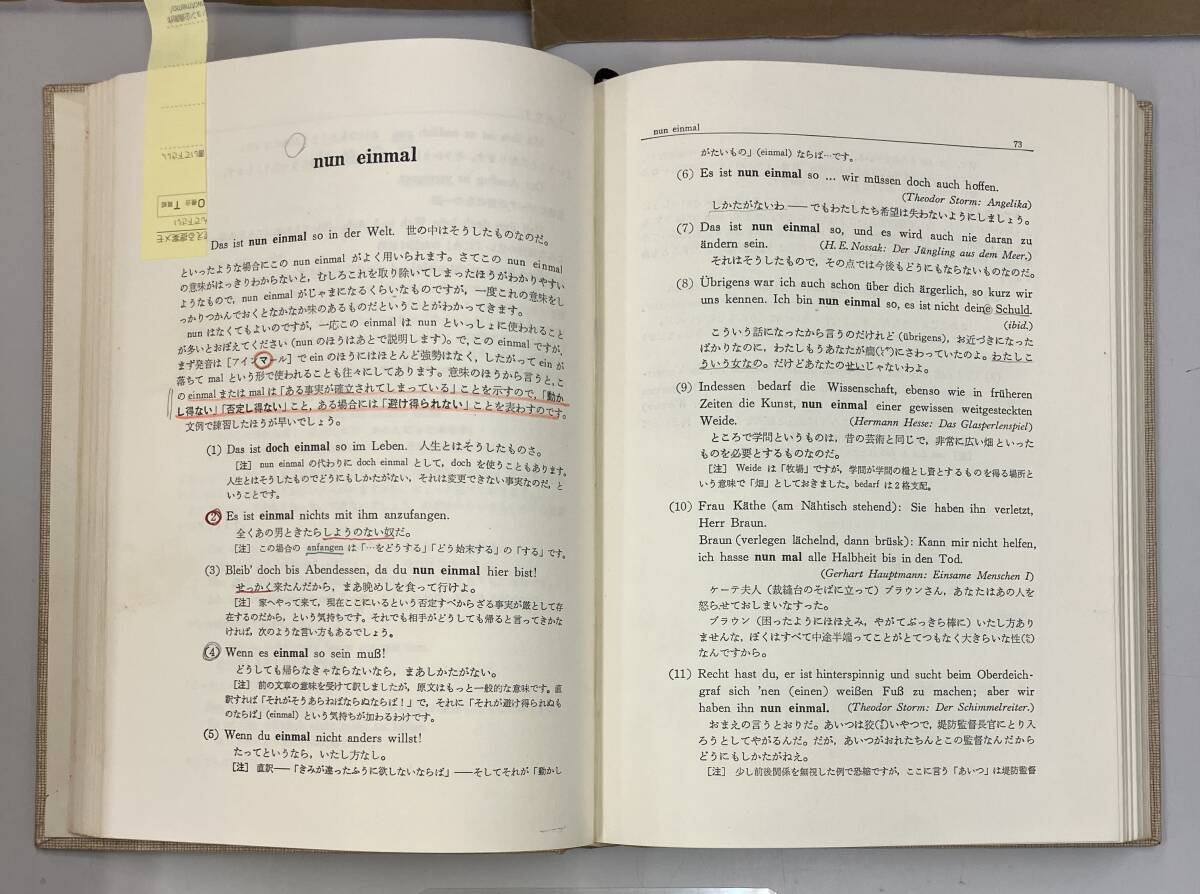 nun einmal
Das ist nun einmal so in der Welt. 世の中はそうしたものなのだ。
といったような場合にこの nun einmal がよく用いられます。さてこの nun einmal
の意味がはっきりわからないと、むしろこれを取り除いてしまったほうがわかりやすい
ようなもので、nun einmal がじゃまになるくらいなものですが、一度これの意味をし
っかりつかんでおくとなかなか味のあるものだということがわかってきます。
nun はなくてもよいのですが、一応この einmal は nun といっしょに使われること
が多いとおぼえてください (nun のほうはあとで説明します)。で、この einmal ですが、
まず発音は [アインマール] で ein のほうにはほとんど強勢はなく、したがって ein が
落ちて mal という形で使われることも往々にしてあります。意味のほうから言うと、こ
の einmal または mal は「ある事実が確立されてしまっている」ことを示すので、「動か
し得ない」「否定し得ない」こと、ある場合には「避け得られない」ことを表わすのです。
文例で練習したほうが早いでしょう。
(1) Das ist doch einmal so im Leben. 人生とはそうしたものさ。
[注] nun einmal の代わりに doch einmal として、doch を使うこともあります。
人生とはそうしたものでどうにもしかたがない、それは変更できない事実なのだ、と
いうことです。
(2) Es ist einmal nichts mit ihm anzufangen.
全くあの男ときたらしようのない奴だ。
[注] この場合の anfangen は「…をどうする」「どう始末する」の「する」です。
(3) Bleib' doch bis Abendessen, da du nun einmal hier bist!
せっかく来たんだから、まあ晩めしを食って行けよ。
[注] 家へやって来て、現在ここにいるという否定すべからざる事実が厳として存
在するのだから、という気持ちです。それでも相手がどうしても帰ると言ってきかな
ければ、次のような言い方もあるでしょう。
(4) Wenn es einmal so sein muß!
どうしても帰らなきゃならないなら、まあしかたがない。
[注] 前の文章の意味を受けて訳しましたが、原文はもっと一般的な意味です。直
訳すれば「それがそうあらねばならぬならば!」で、それに「それが避け得られぬも
のならば」(einmal) という気持ちが加わるわけです。
(5) Wenn du einmal nicht anders willst!
たってというなら、いたし方なし。
[注] 直訳——「きみが違ったふうに欲しないならば」——そしてそれが「動かし
nun einmal 73
がたいもの」(einmal) ならば…です。
(6) Es ist nun einmal so ... wir müssen doch auch hoffen.
(Theodor Storm: Angelika)
しかたがないわ —— でもわたしたち希望は失わないようにしましょう。
(7) Das ist nun einmal so, und es wird auch nie daran zu
ändern sein. (H. E. Nossak: Der Jüngling aus dem Meer.)
それはそうしたもので、その点では今後もどうにもならないものなのだ。
(8) Übrigens war ich auch schon über dich ärgerlich, so kurz wir
uns kennen. Ich bin nun einmal so, es ist nicht deine Schuld.
(ibid.)
こういう話になったから言うのだけれど (übrigens)、お近づきになった
ばかりなのに、わたしもうあなたが癇(しゃく)にさわっていたのよ。わたしこ
ういう女なの。だけどあなたのせいじゃないわよ。
(9) Indessen bedarf die Wissenschaft, ebenso wie in früheren
Zeiten die Kunst, nun einmal einer gewissen weitgesteckten
Weide. (Hermann Hesse: Das Glasperlenspiel)
ところで学問というものは、昔の芸術と同じで、非常に広い畑といった
ものを必要とするものなのだ。
[注] Weide は「牧場」ですが、学問が学問の糧とし資とするものを得る場所と
いう意味で「畑」としておきました。bedarf は2格支配。
(10) Frau Käthe (am Nähtisch stehend): Sie haben ihn verletzt,
Herr Braun.
Braun (verlegen lächelnd, dann brüsk): Kann mir nicht helfen,
ich hasse nun mal alle Halbheit bis in den Tod.
(Gerhart Hauptmann: Einsame Menschen I)
ケーテ夫人 (裁縫台のそばに立って) ブラウンさん、あなたはあの人を
怒らせておしまいなすった。
ブラウン (困ったようにほほえみ、やがてぶっきら棒に) いたし方あり
ませんな、ぼくはすべて中途半端ってことがとてつもなく大きらいな性(たち)
なんですから。
(11) Recht hast du, er ist hinterspinnig und sucht beim Oberdeich-
graf sich 'nen (einen) weißen Fuß zu machen; aber wir
haben ihn nun einmal. (Theodor Storm: Der Schimmelreiter.)
おまえの言うとおりだ。あいつは狡(ずる)いやつで、堤防監督長官にとり入
ろうとしてやがるんだ。だが、あいつがおれたちんとこの監督なんだから
どうにもしかたがねえ。
[注] 少し前後関係を無視した例で恐縮ですが、ここに言う「あいつ」は堤防監督